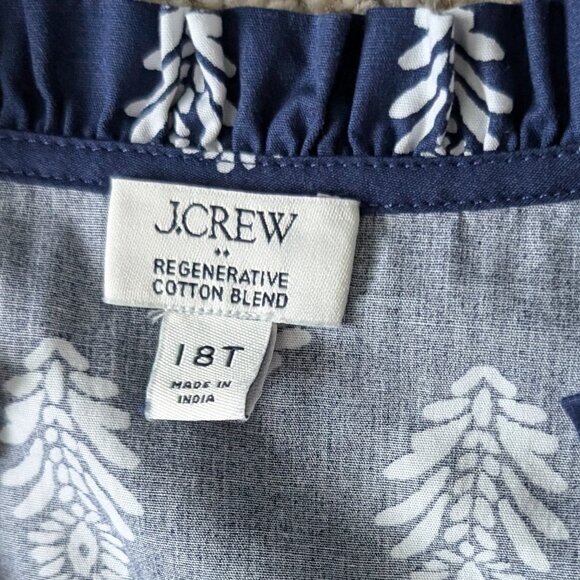 J.CREW
REGENERATIVE
COTTON BLEND
18T
MADE IN
INDIA